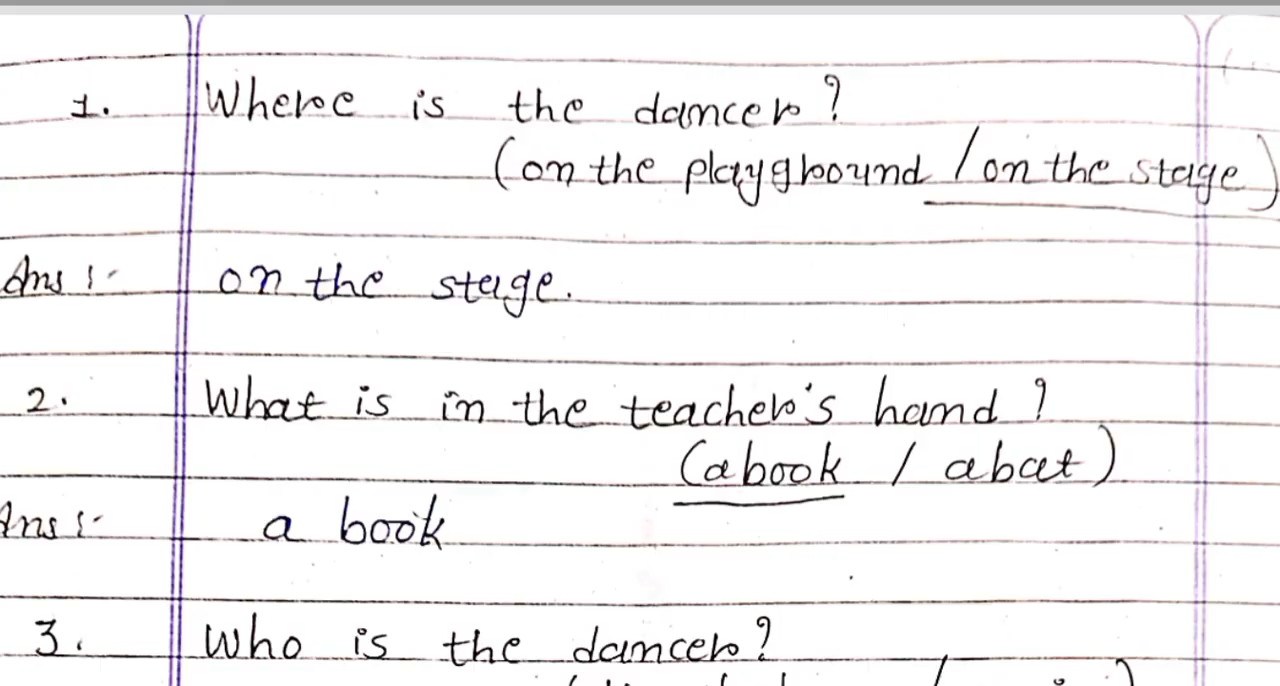 1. Where is the dancer?
(on the playground / on the stage)
Ans :- on the stage.
2. What is in the teacher's hand?
(a book / a bat)
Ans :- a book
3. Who is the dancer?